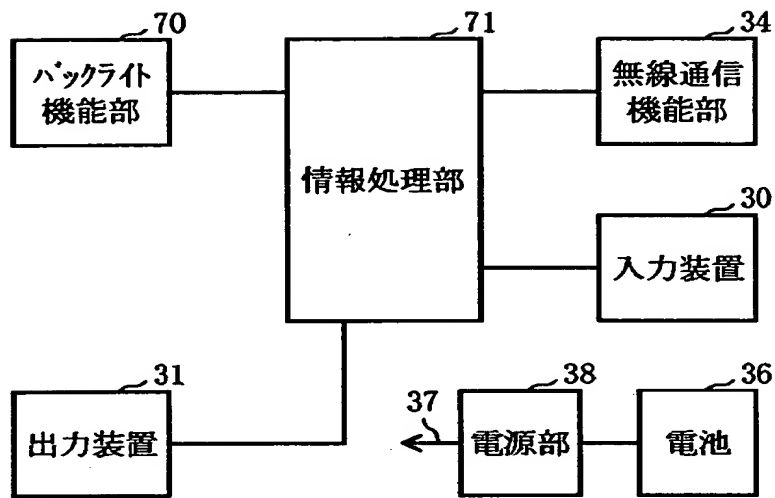 70
バックライト
機能部
71
情報処理部
34
無線通信
機能部
30
入力装置
31
出力装置
37
38
電源部
36
電池